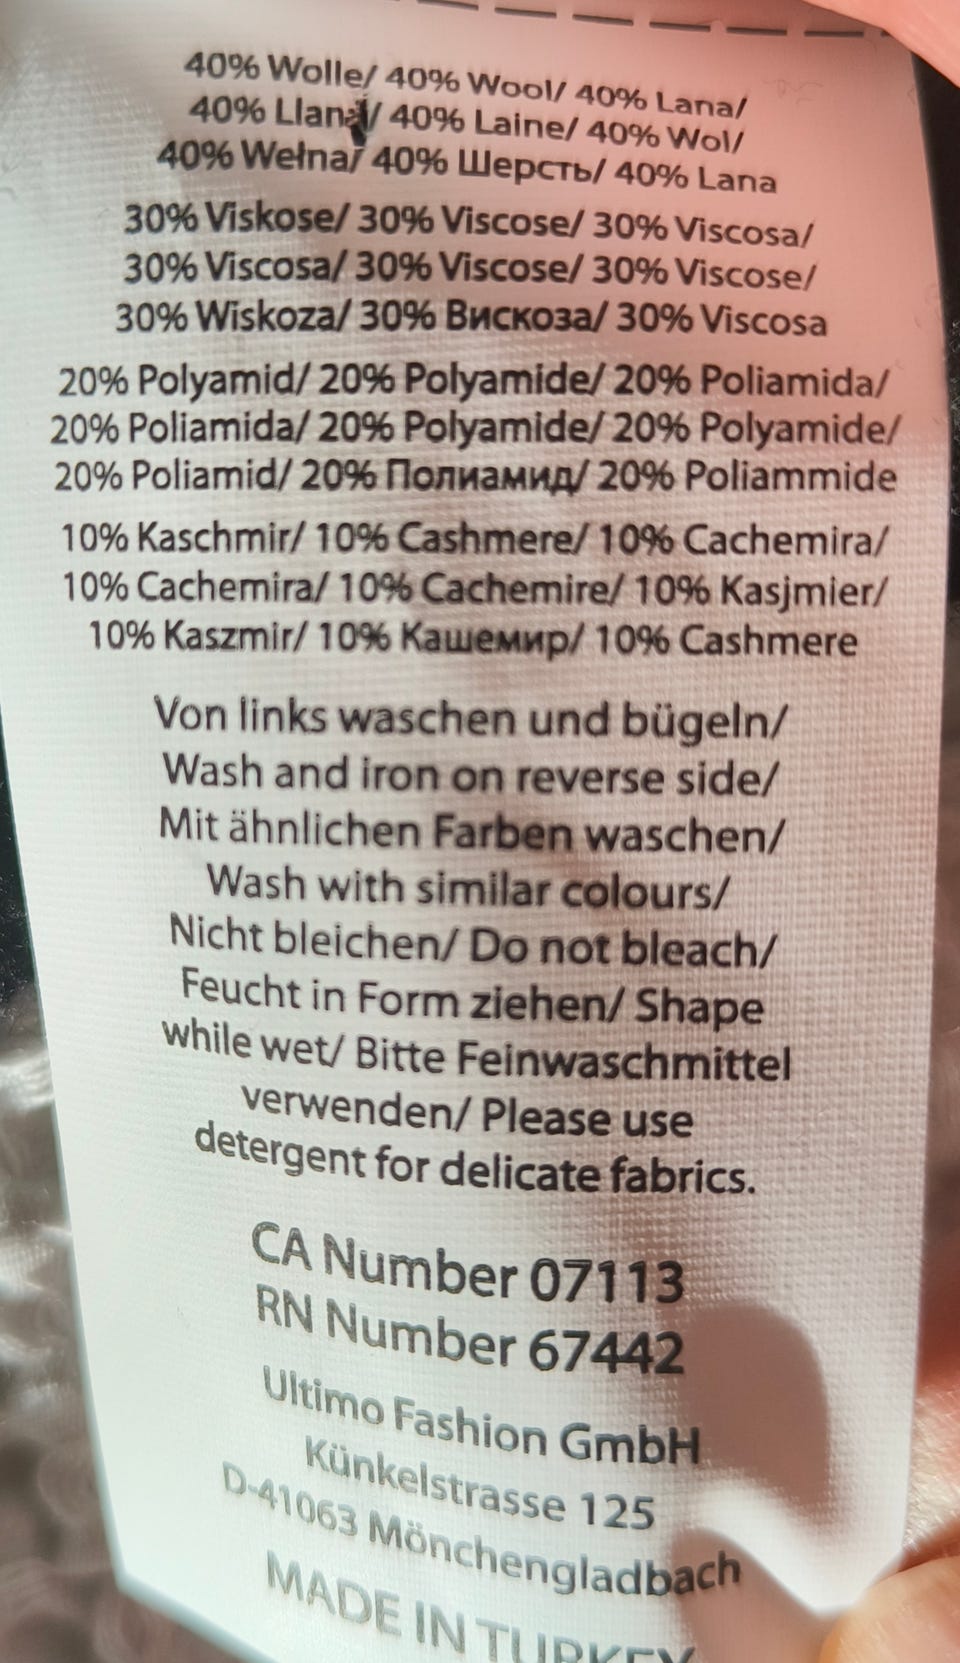 40% Wolle/ 40% Wool/ 40% Lana/
40% Llana/ 40% Laine/ 40% Wol/
40% Wełna/ 40% Шерсть/ 40% Lana
30% Viskose/ 30% Viscose/ 30% Viscosa/
30% Viscosa/ 30% Viscose/ 30% Viscose/
30% Wiskoza/ 30% Вискоза/ 30% Viscosa
20% Polyamid/ 20% Polyamide/ 20% Poliamida/
20% Poliamida/ 20% Polyamide/ 20% Polyamide/
20% Poliamid/ 20% Полиамид/ 20% Poliammide
10% Kaschmir/ 10% Cashmere/ 10% Cachemira/
10% Cachemira/ 10% Cachemire/ 10% Kasjmier/
10% Kaszmir/ 10% Кашемир/ 10% Cashmere
Von links waschen und bügeln/
Wash and iron on reverse side/
Mit ähnlichen Farben waschen/
Wash with similar colours/
Nicht bleichen/ Do not bleach/
Feucht in Form ziehen/ Shape
while wet/ Bitte Feinwaschmittel
verwenden/ Please use
detergent for delicate fabrics.
CA Number 07113
RN Number 67442
Ultimo Fashion GmbH
Künkelstrasse 125
D-41063 Mönchengladbach
MADE IN TURKEY